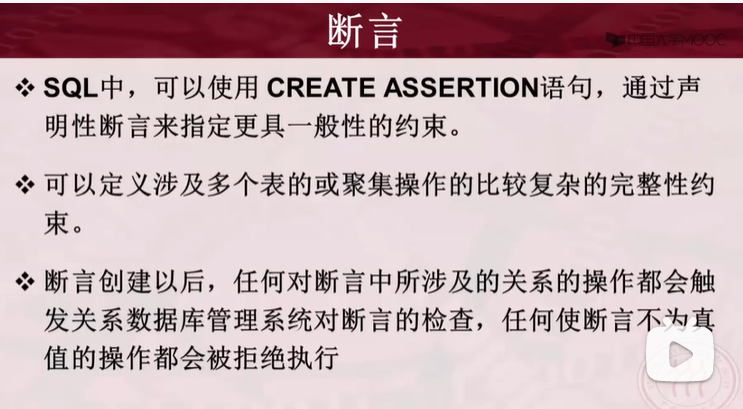 断言
中国大学MOOC
❖ SQL中，可以使用 CREATE ASSERTION语句，通过声
明性断言来指定更具一般性的约束。
❖ 可以定义涉及多个表的或聚集操作的比较复杂的完整性约
束。
❖ 断言创建以后，任何对断言中所涉及的关系的操作都会触
发关系数据库管理系统对断言的检查，任何使断言不为真
值的操作都会被拒绝执行